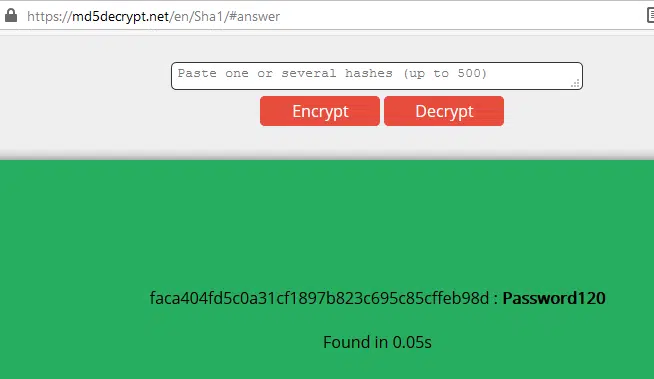 https://md5decrypt.net/en/Sha1/#answer
Paste one or several hashes (up to 500)
Encrypt Decrypt
faca404fd5c0a31cf1897b823c695c85cffeb98d : Password120
Found in 0.05s